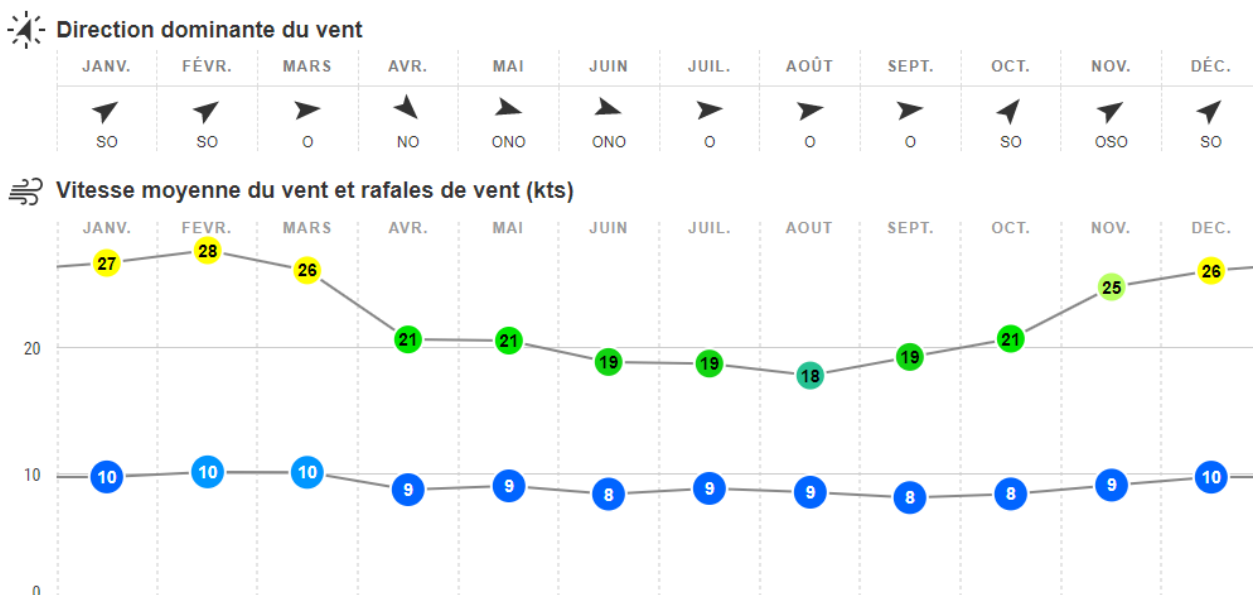 Direction dominante du vent
JANV. FÉVR. MARS AVR. MAI JUIN JUIL. AOÛT SEPT. OCT. NOV. DÉC.
SO SO O NO ONO ONO O O O SO OSO SO
Vitesse moyenne du vent et rafales de vent (kts)
JANV. FEVR. MARS AVR. MAI JUIN JUIL. AOUT SEPT. OCT. NOV. DEC.
27 28 26 21 21 19 19 18 19 21 25 26
20
10
10 10 10 9 9 8 9 9 8 8 9 10
0